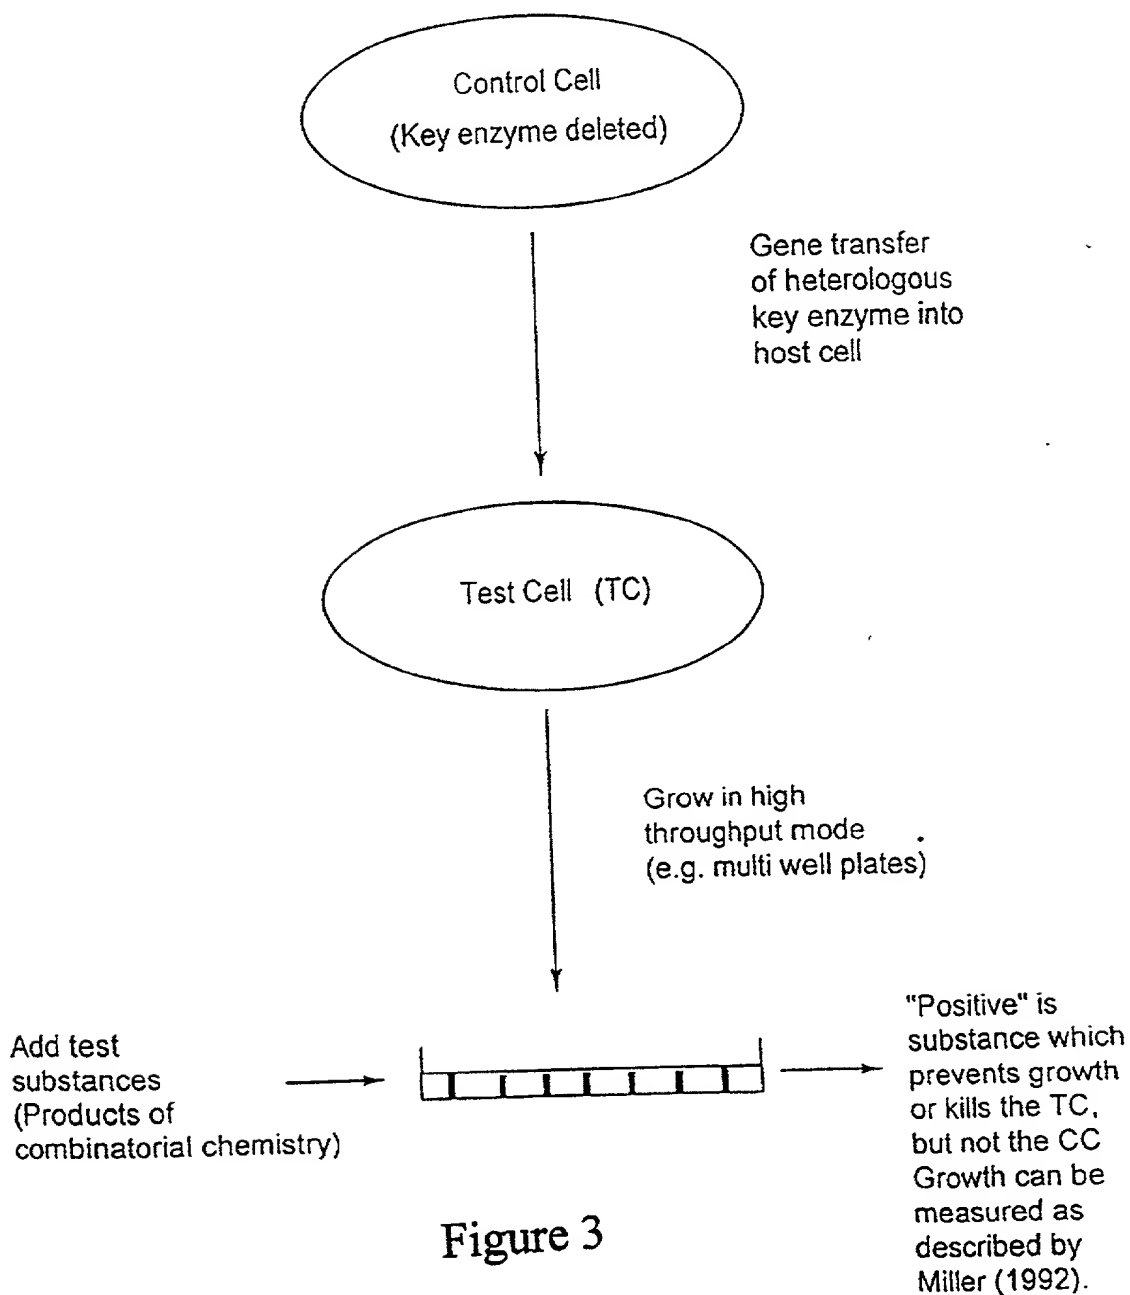 Control Cell
(Key enzyme deleted)
Gene transfer
of heterologous
key enzyme into
host cell
Test Cell (TC)
Grow in high
throughput mode
(e.g. multi well plates)
Add test
substances
(Products of
combinatorial chemistry)
"Positive" is
substance which
prevents growth
or kills the TC,
but not the CC
Growth can be
measured as
described by
Miller (1992).
Figure 3